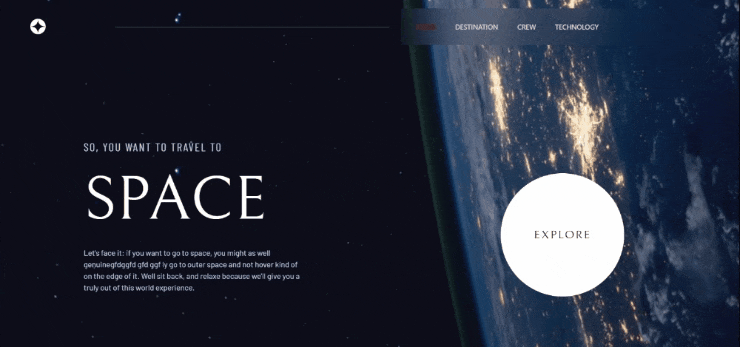 DESTINATION CREW TECHNOLOGY
SO, YOU WANT TO TRAVEL TO
SPACE
Let's face it: if you want to go to space, you might as well
genuineqfdggfd gfd ggf ly go to outer space and not hover kind of
on the edge of it. Well sit back, and relaxe because we'll give you a
truly out of this world experience.
EXPLORE